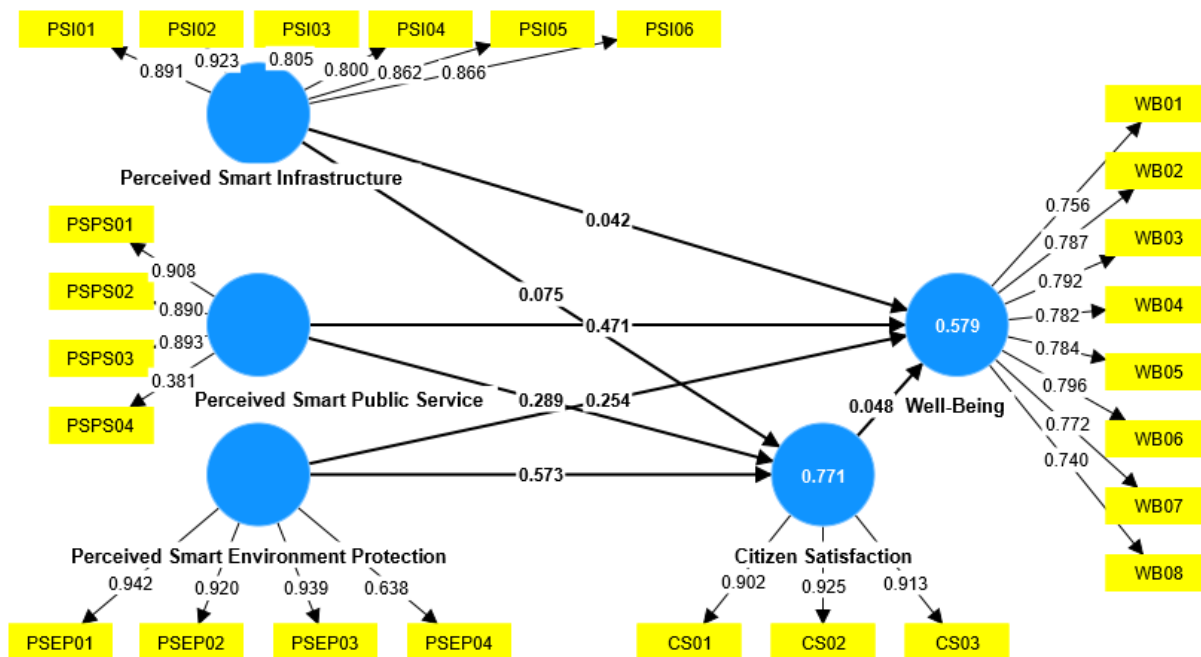 PSI01 PSI02 PSI03 PSI04 PSI05 PSI06
0.891 0.923 0.805 0.800 0.862 0.866
Perceived Smart Infrastructure
PSPS01
PSPS02
PSPS03
PSPS04
0.908
0.890
0.893
0.381
Perceived Smart Public Service
0.042
0.075
0.471
0.289 0.254
0.573
0.048
0.579
Well-Being
0.771
Citizen Satisfaction
WB01
WB02
WB03
WB04
WB05
WB06
WB07
WB08
0.756
0.787
0.792
0.782
0.784
0.796
0.772
0.740
Perceived Smart Environment Protection
0.942 0.920 0.939 0.638
PSEP01 PSEP02 PSEP03 PSEP04
0.902 0.925 0.913
CS01 CS02 CS03